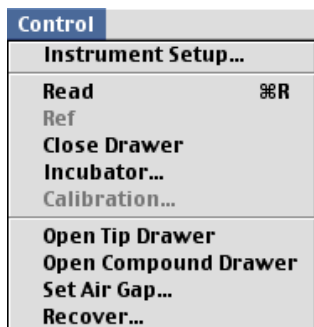 Control
Instrument Setup...
Read ⌘R
Ref
Close Drawer
Incubator...
Calibration...
Open Tip Drawer
Open Compound Drawer
Set Air Gap...
Recover...